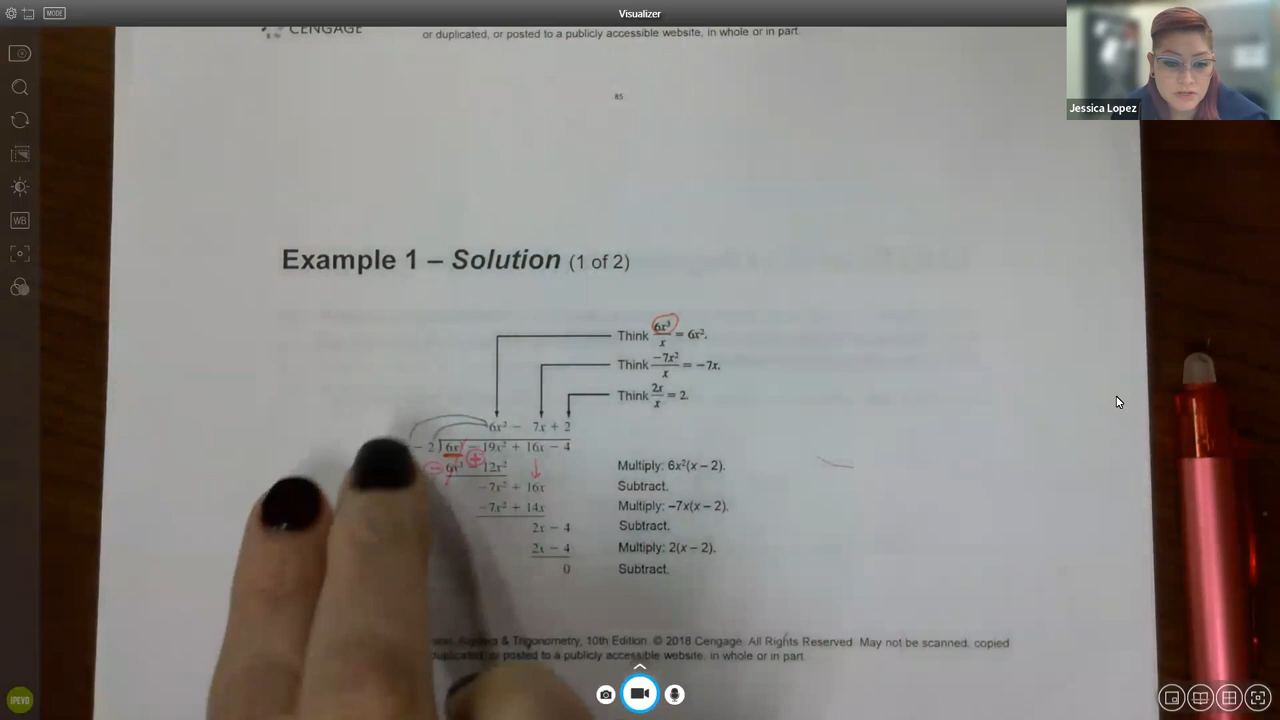 MODE
Visualizer
CENGAGE
or duplicated, or posted to a publicly accessible website, in whole or in part.
Jessica Lopez
85
WB
Example 1 – Solution (1 of 2)
Think 6x³/x = 6x².
Think −7x²/x = −7x.
Think 2x/x = 2.
6x² − 7x + 2
− 2)6x³ − 19x² + 16x − 4
6x³ 12x² Multiply: 6x²(x − 2).
−7x² + 16x Subtract.
−7x² + 14x Multiply: −7x(x − 2).
2x − 4 Subtract.
2x − 4 Multiply: 2(x − 2).
0 Subtract.
Algebra & Trigonometry, 10th Edition. © 2018 Cengage. All Rights Reserved. May not be scanned, copied
or posted to a publicly accessible website, in whole or in part.
IPEVO